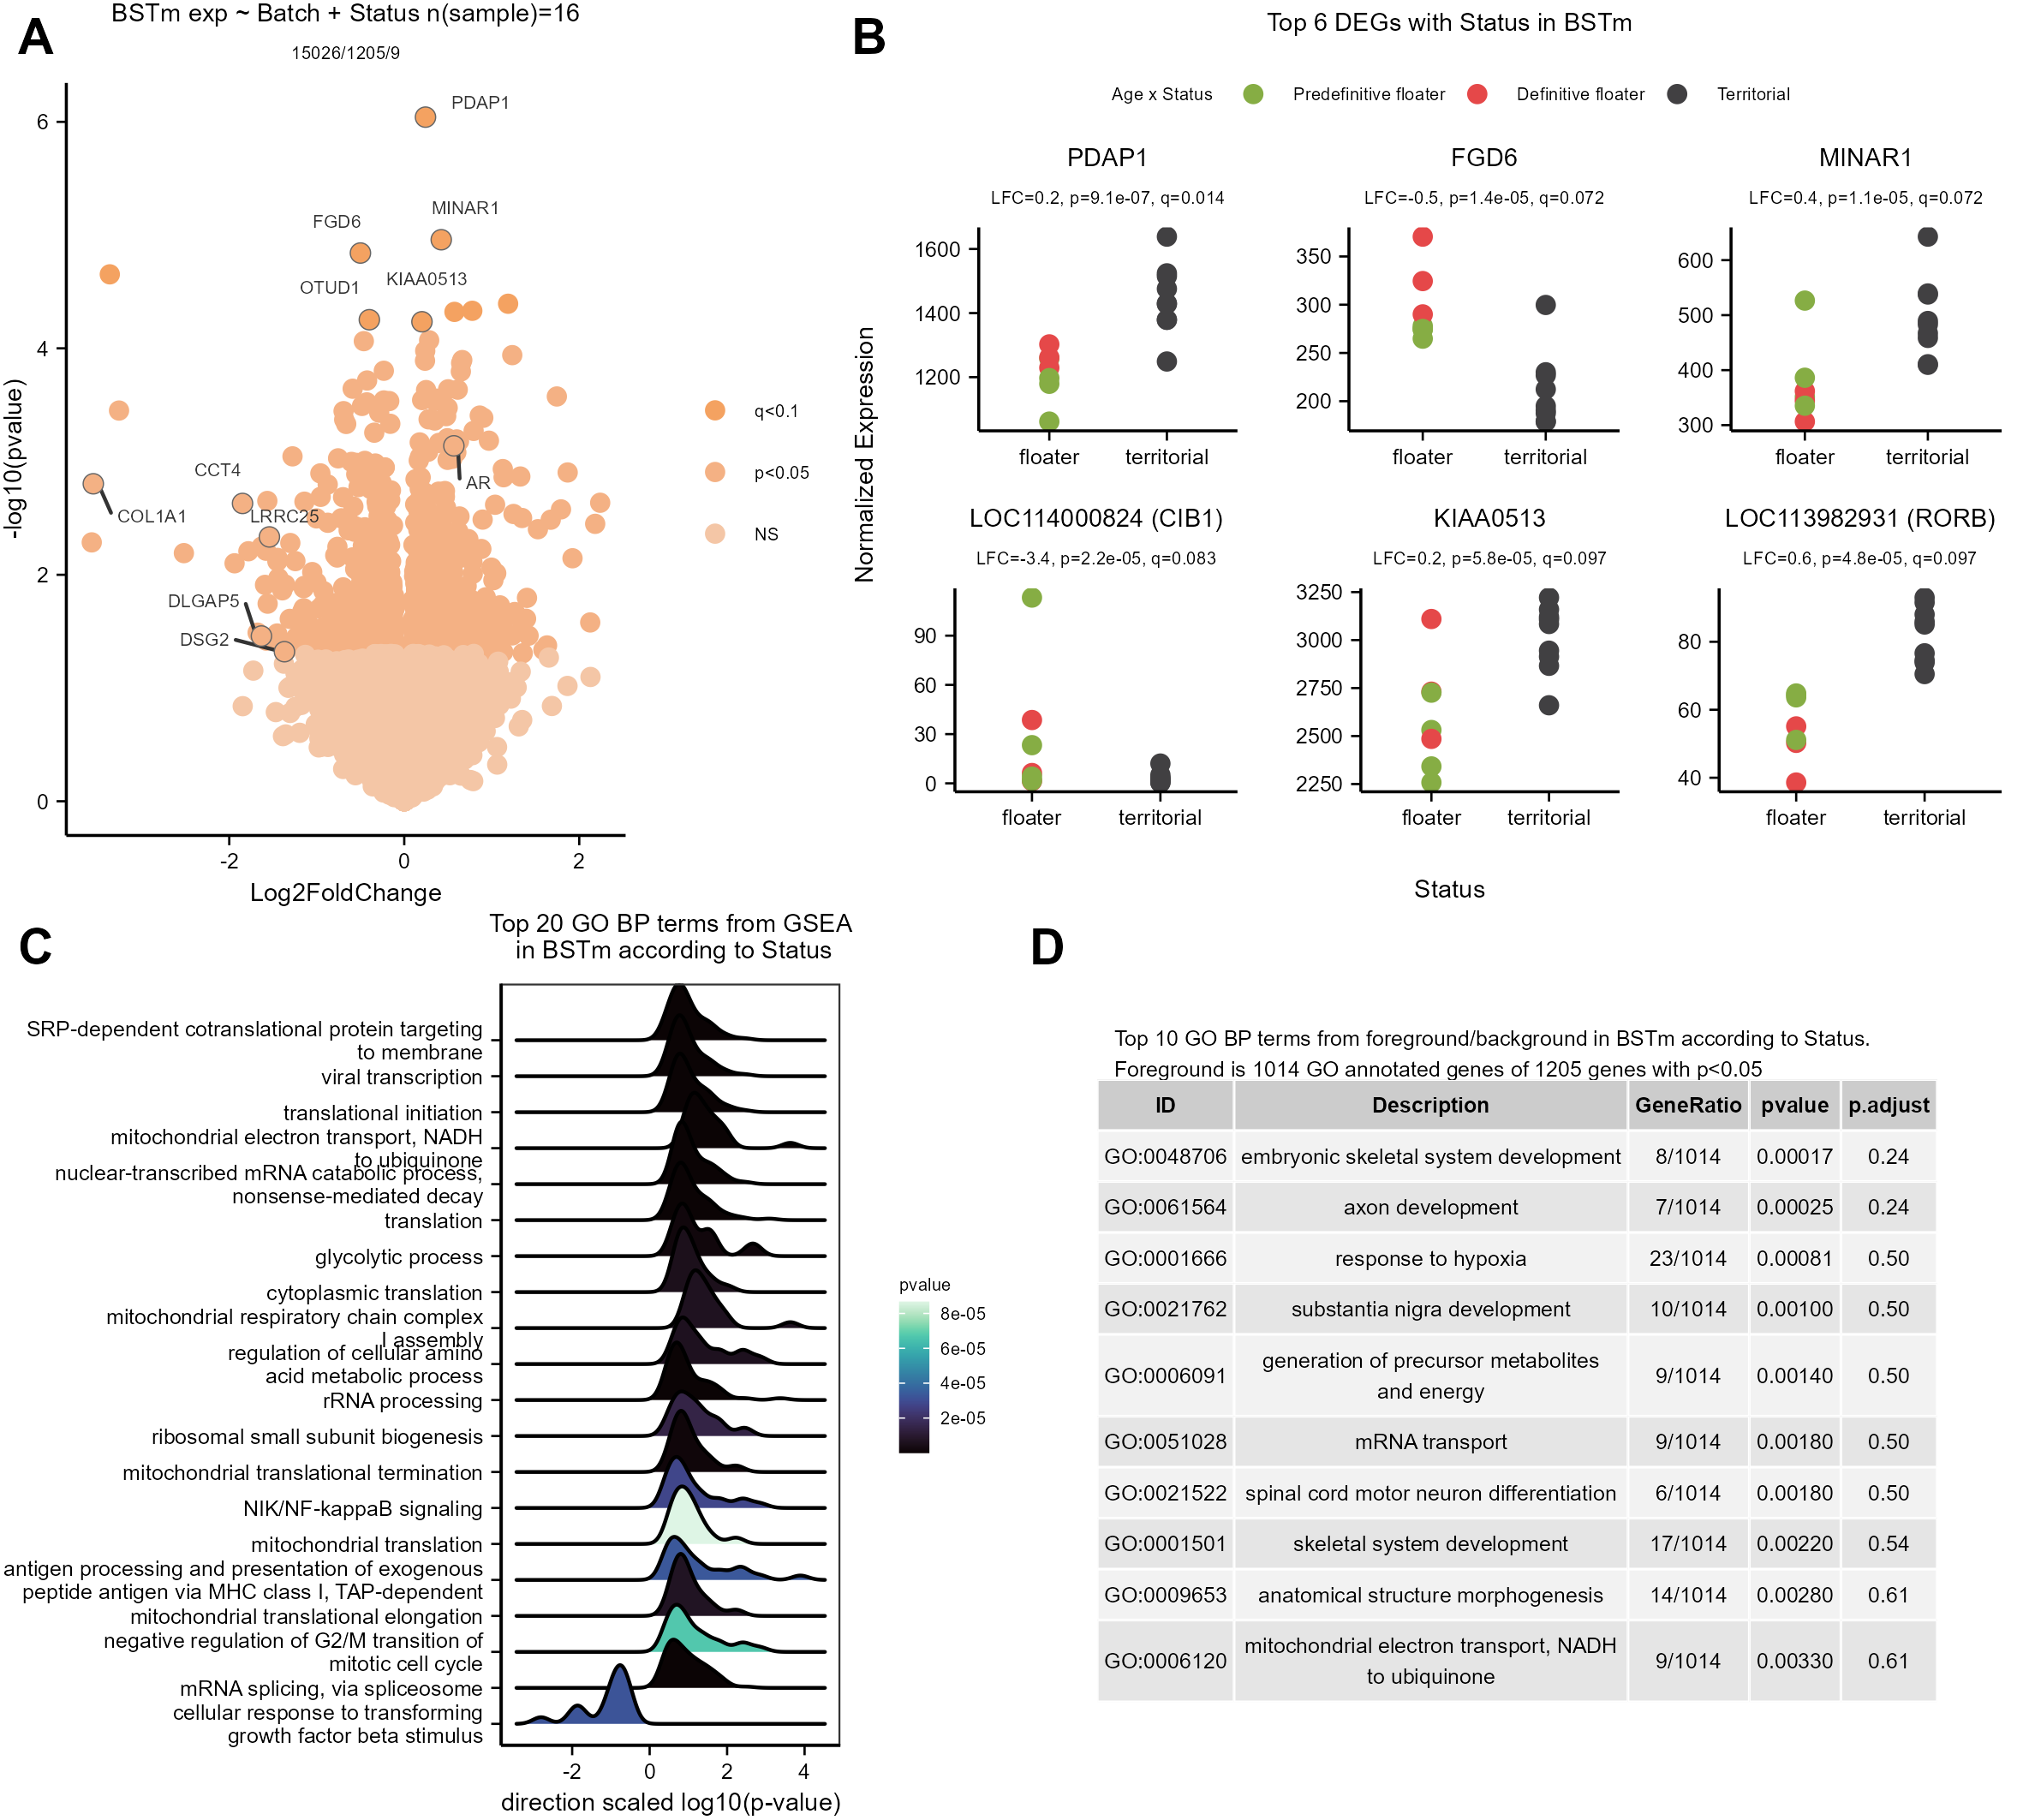 A
BSTm exp ~ Batch + Status n(sample)=16
15026/1205/9
-log10(pvalue)
6
4
2
0
-2
0
2
Log2FoldChange
PDAP1
MINAR1
FGD6
KIAA0513
OTUD1
AR
CCT4
LRRC25
COL1A1
DLGAP5
DSG2
q<0.1
p<0.05
NS
B
Top 6 DEGs with Status in BSTm
Age x Status
Predefinitive floater
Definitive floater
Territorial
Normalized Expression
PDAP1
LFC=0.2, p=9.1e-07, q=0.014
1600
1400
1200
floater
territorial
FGD6
LFC=-0.5, p=1.4e-05, q=0.072
350
300
250
200
floater
territorial
MINAR1
LFC=0.4, p=1.1e-05, q=0.072
600
500
400
300
floater
territorial
LOC114000824 (CIB1)
LFC=-3.4, p=2.2e-05, q=0.083
90
60
30
0
floater
territorial
KIAA0513
LFC=0.2, p=5.8e-05, q=0.097
3250
3000
2750
2500
2250
floater
territorial
LOC113982931 (RORB)
LFC=0.6, p=4.8e-05, q=0.097
80
60
40
floater
territorial
Status
C
Top 20 GO BP terms from GSEA
in BSTm according to Status
SRP-dependent cotranslational protein targeting
to membrane
viral transcription
translational initiation
mitochondrial electron transport, NADH
to ubiquinone
nuclear-transcribed mRNA catabolic process,
nonsense-mediated decay
translation
glycolytic process
cytoplasmic translation
mitochondrial respiratory chain complex
I assembly
regulation of cellular amino
acid metabolic process
rRNA processing
ribosomal small subunit biogenesis
mitochondrial translational termination
NIK/NF-kappaB signaling
mitochondrial translation
antigen processing and presentation of exogenous
peptide antigen via MHC class I, TAP-dependent
mitochondrial translational elongation
negative regulation of G2/M transition of
mitotic cell cycle
mRNA splicing, via spliceosome
cellular response to transforming
growth factor beta stimulus
-2
0
2
4
direction scaled log10(p-value)
pvalue
8e-05
6e-05
4e-05
2e-05
D
Top 10 GO BP terms from foreground/background in BSTm according to Status.
Foreground is 1014 GO annotated genes of 1205 genes with p<0.05
ID Description GeneRatio pvalue p.adjust
GO:0048706 embryonic skeletal system development 8/1014 0.00017 0.24
GO:0061564 axon development 7/1014 0.00025 0.24
GO:0001666 response to hypoxia 23/1014 0.00081 0.50
GO:0021762 substantia nigra development 10/1014 0.00100 0.50
GO:0006091 generation of precursor metabolites
and energy 9/1014 0.00140 0.50
GO:0051028 mRNA transport 9/1014 0.00180 0.50
GO:0021522 spinal cord motor neuron differentiation 6/1014 0.00180 0.50
GO:0001501 skeletal system development 17/1014 0.00220 0.54
GO:0009653 anatomical structure morphogenesis 14/1014 0.00280 0.61
GO:0006120 mitochondrial electron transport, NADH
to ubiquinone 9/1014 0.00330 0.61